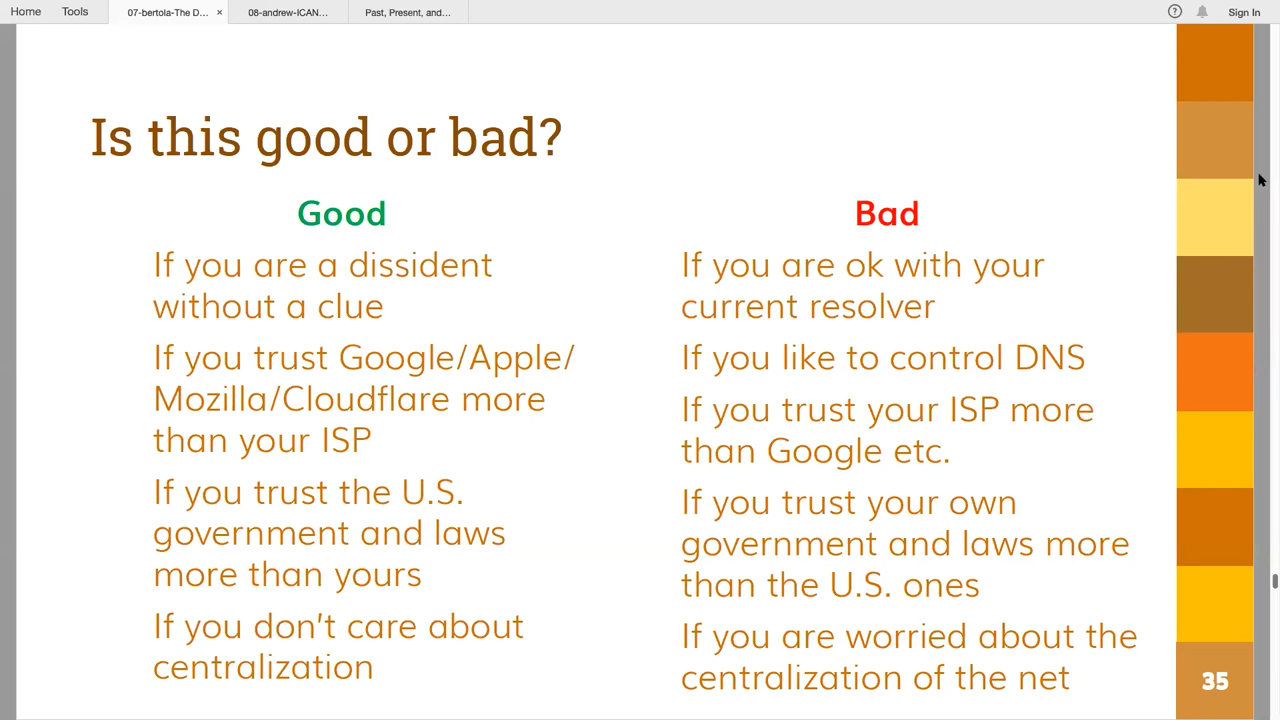 Home Tools 07-bertola-The D... × 08-andrew-ICAN... Past, Present, and... ? Sign In
Is this good or bad?
Good
If you are a dissident
without a clue
If you trust Google/Apple/
Mozilla/Cloudflare more
than your ISP
If you trust the U.S.
government and laws
more than yours
If you don't care about
centralization
Bad
If you are ok with your
current resolver
If you like to control DNS
If you trust your ISP more
than Google etc.
If you trust your own
government and laws more
than the U.S. ones
If you are worried about the
centralization of the net
35